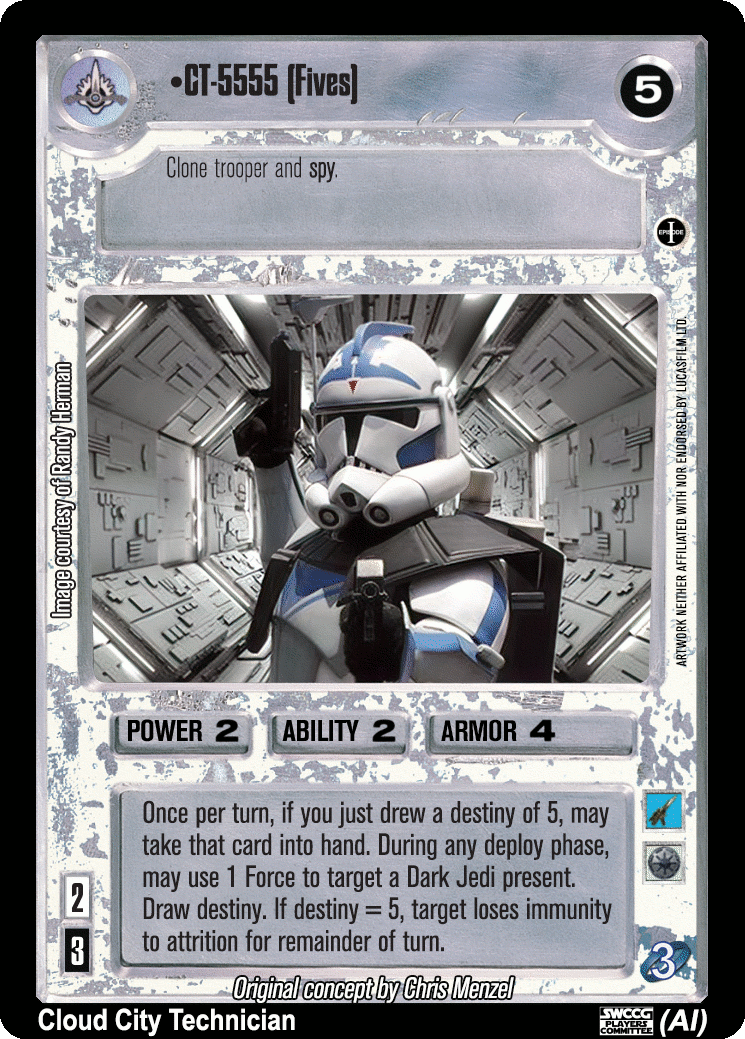 •CT-5555 (Fives)
5
Clone trooper and spy.
EPISODE
I
Image courtesy of Randy Herman
ARTWORK NEITHER AFFILIATED WITH NOR ENDORSED BY LUCASFILM LTD.
POWER 2
ABILITY 2
ARMOR 4
Once per turn, if you just drew a destiny of 5, may
take that card into hand. During any deploy phase,
may use 1 Force to target a Dark Jedi present.
Draw destiny. If destiny = 5, target loses immunity
to attrition for remainder of turn.
2
3
3
Original concept by Chris Menzel
Cloud City Technician
SWCCG
PLAYERS
COMMITTEE
(AI)